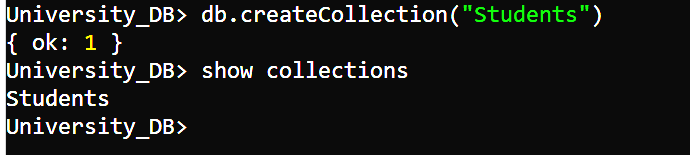 University_DB> db.createCollection("Students")
{ ok: 1 }
University_DB> show collections
Students
University_DB>